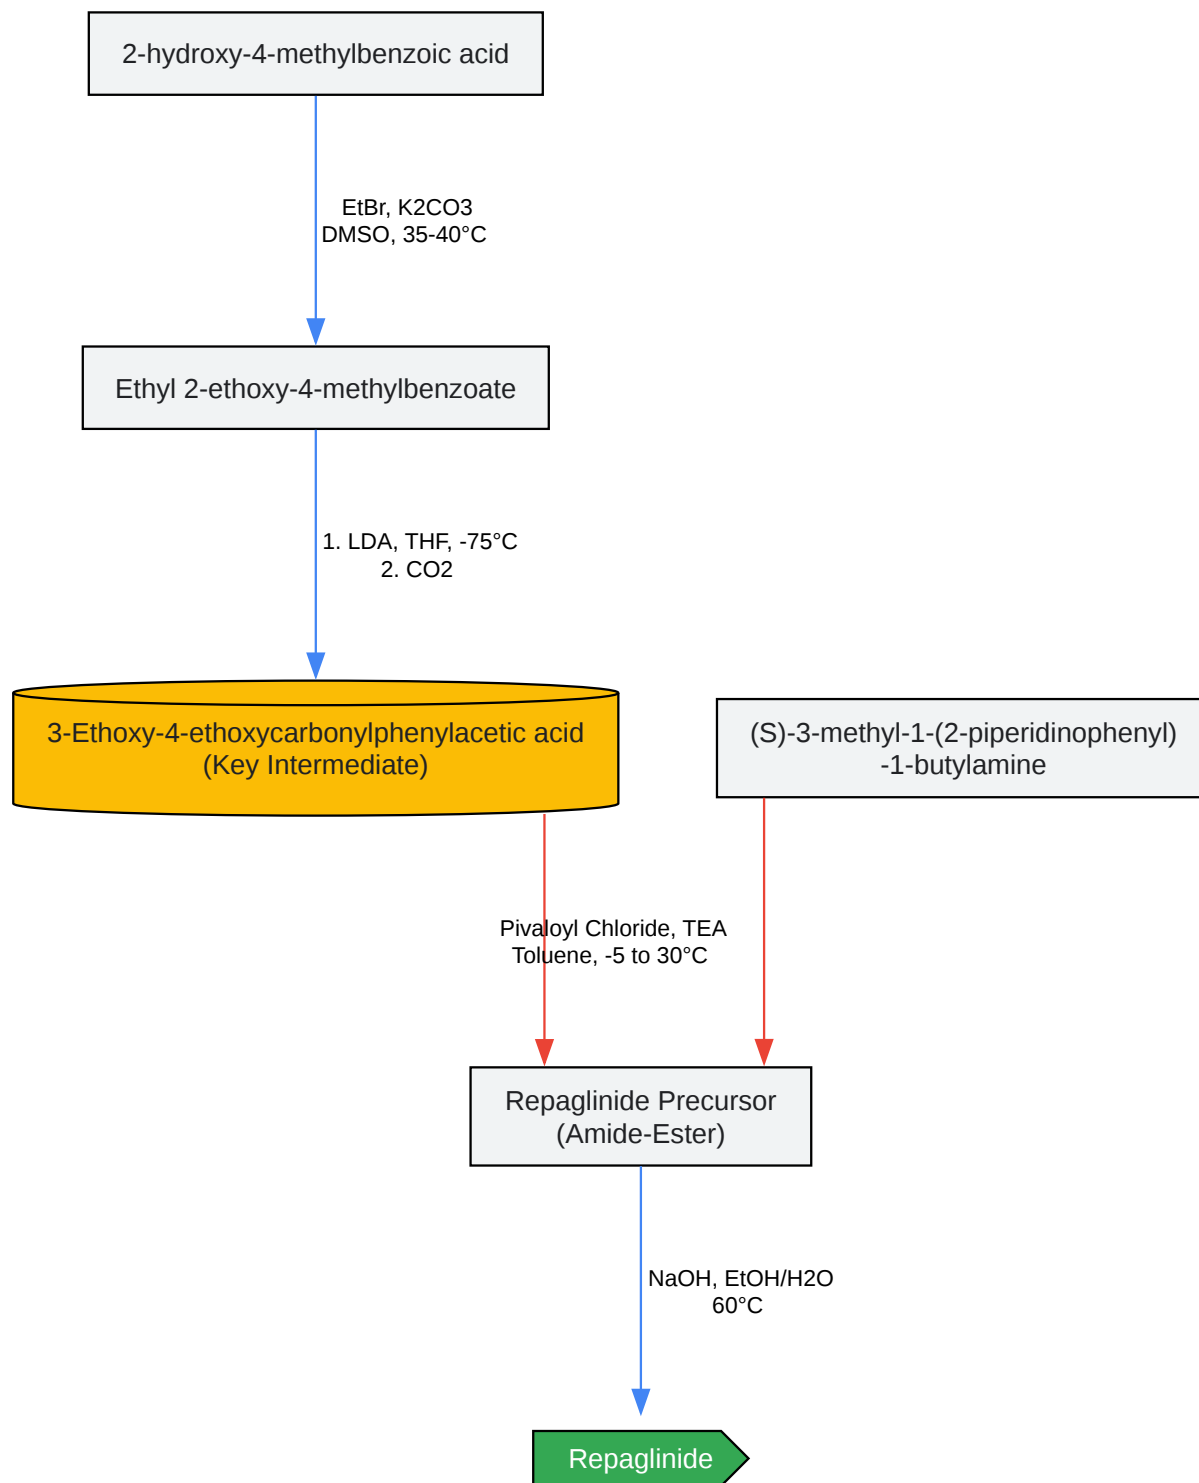 2-hydroxy-4-methylbenzoic acid
EtBr, K2CO3
DMSO, 35-40°C
Ethyl 2-ethoxy-4-methylbenzoate
1. LDA, THF, -75°C
2. CO2
3-Ethoxy-4-ethoxycarbonylphenylacetic acid
(Key Intermediate)
(S)-3-methyl-1-(2-piperidinophenyl)
-1-butylamine
Pivaloyl Chloride, TEA
Toluene, -5 to 30°C
Repaglinide Precursor
(Amide-Ester)
NaOH, EtOH/H2O
60°C
Repaglinide